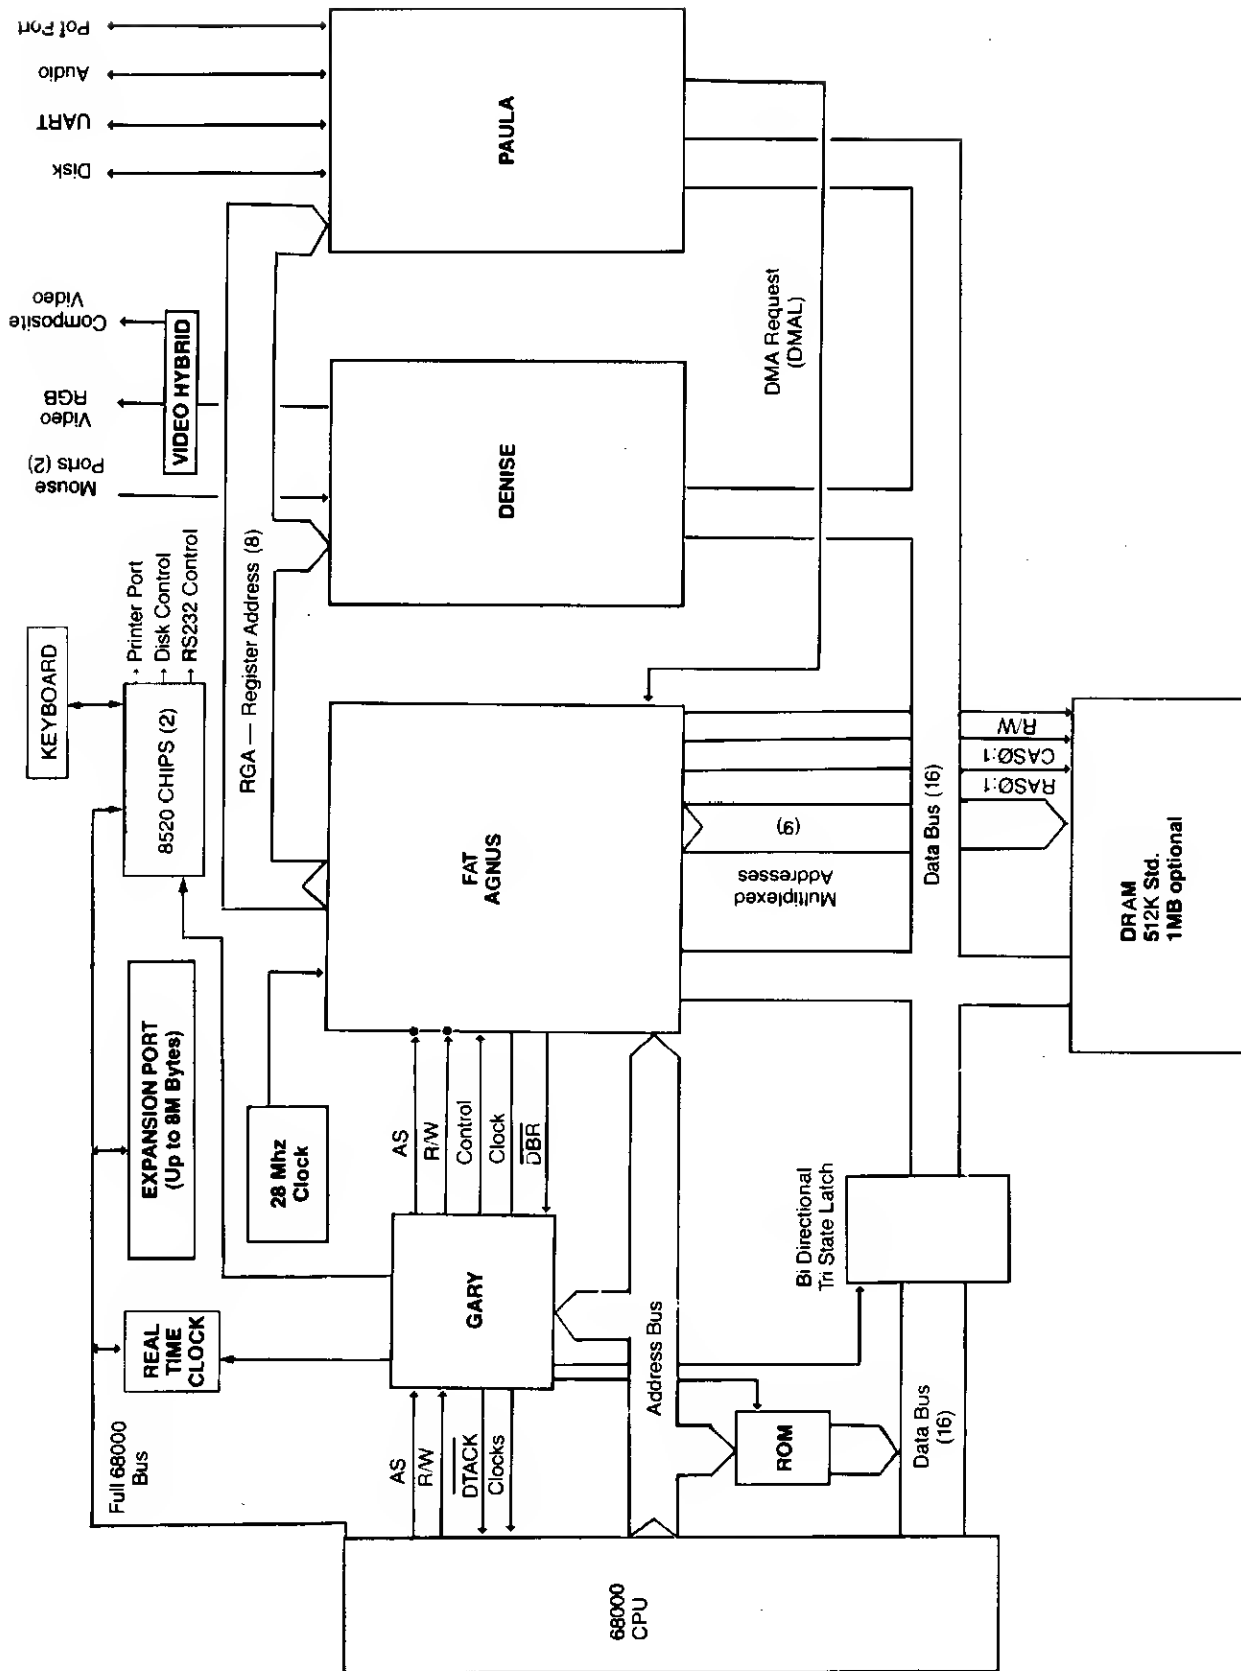 KEYBOARD
8520 CHIPS (2)
Printer Port
Disk Control
RS232 Control
Mouse
Ports (2)
Video
RGB
Composite
Video
VIDEO HYBRID
Disk
UART
Audio
Pot Port
Full 68000
Bus
REAL
TIME
CLOCK
EXPANSION PORT
(Up to 8M Bytes)
28 Mhz
Clock
RGA — Register Address (8)
68000
CPU
AS
R/W
DTACK
Clocks
GARY
AS
R/W
Control
Clock
DBR
FAT
AGNUS
DENISE
PAULA
DMA Request
(DMAL)
Address Bus
ROM
Data Bus
(16)
Bi Directional
Tri State Latch
Multiplexed
Addresses
(9)
Data Bus (16)
RASØ:1
CASØ:1
R/W
DRAM
512K Std.
1MB optional